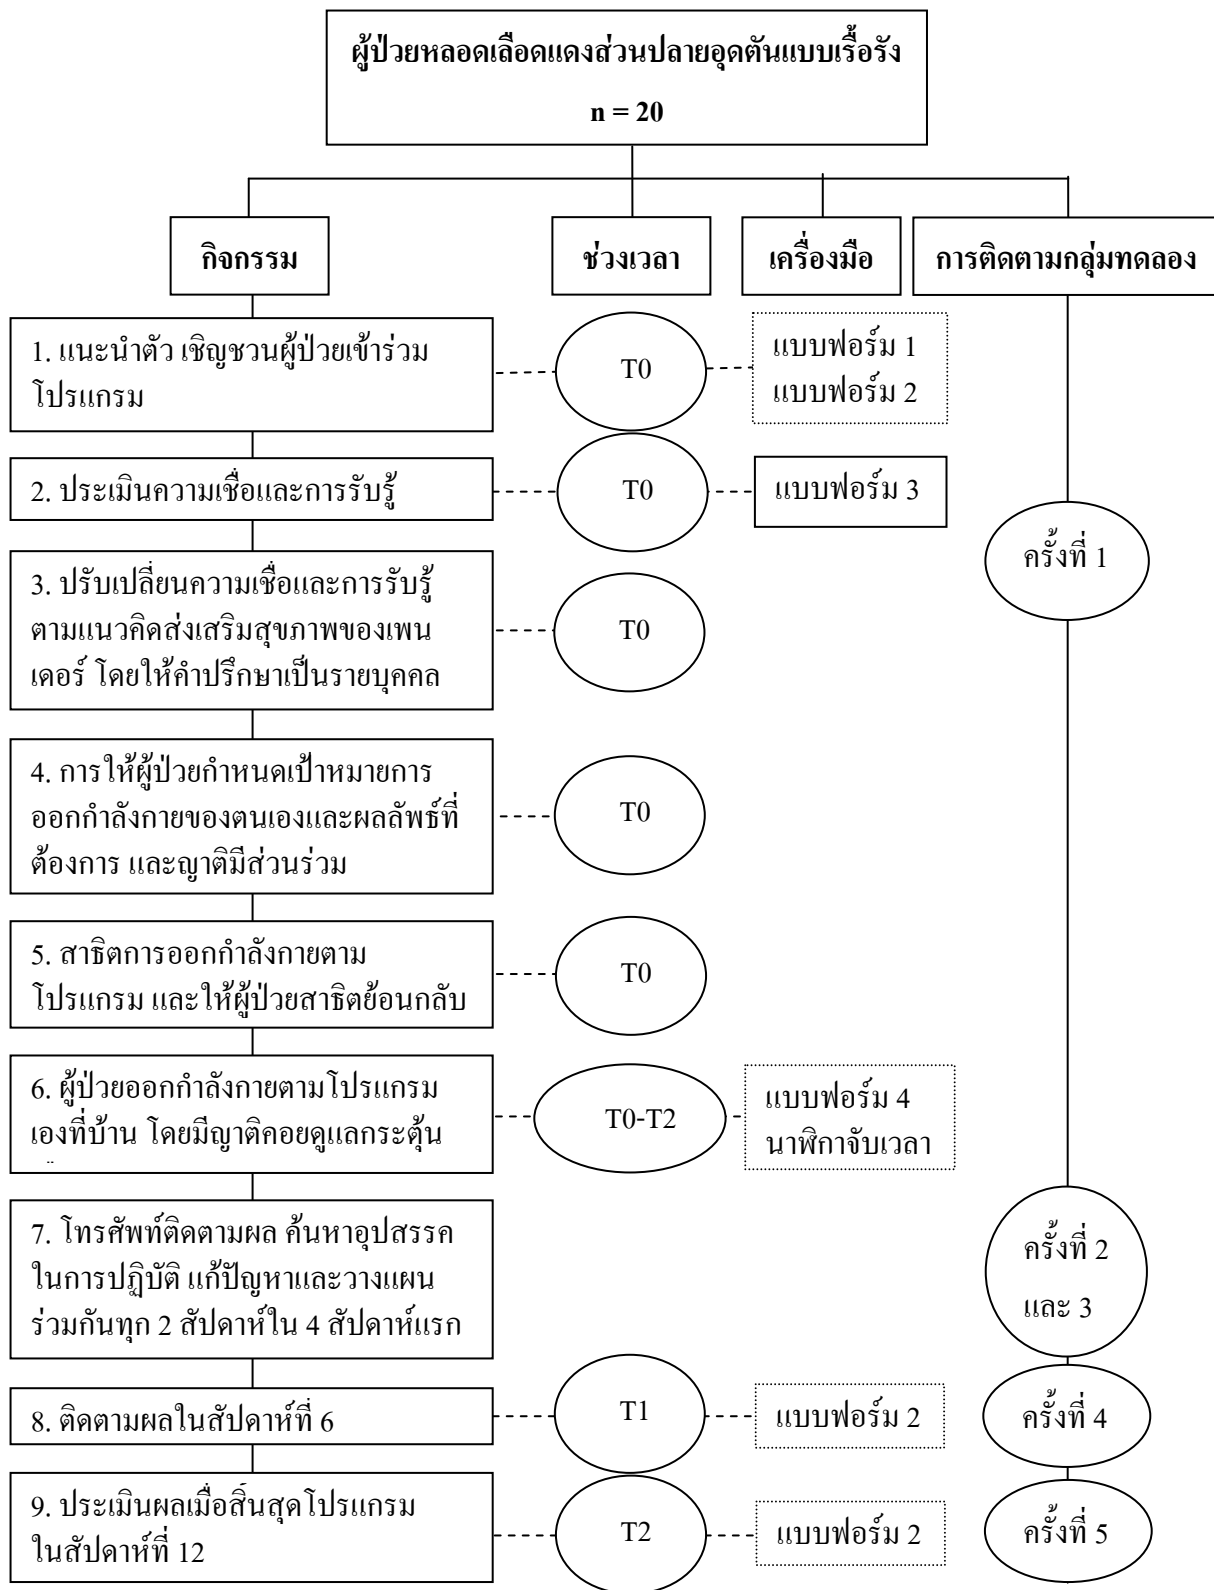 ผู้ป่วยหลอดเลือดแดงส่วนปลายอุดตันแบบเรื้อรัง
n = 20
กิจกรรม
ช่วงเวลา
เครื่องมือ
การติดตามกลุ่มทดลอง
1. แนะนำตัว เชิญชวนผู้ป่วยเข้าร่วม
โปรแกรม
T0
แบบฟอร์ม 1
แบบฟอร์ม 2
2. ประเมินความเชื่อและการรับรู้
T0
แบบฟอร์ม 3
ครั้งที่ 1
3. ปรับเปลี่ยนความเชื่อและการรับรู้
ตามแนวคิดส่งเสริมสุขภาพของเพน
เดอร์ โดยให้คำปรึกษาเป็นรายบุคคล
T0
4. การให้ผู้ป่วยกำหนดเป้าหมายการ
ออกกำลังกายของตนเองและผลลัพธ์ที่
ต้องการ และญาติมีส่วนร่วม
T0
5. สาธิตการออกกำลังกายตาม
โปรแกรม และให้ผู้ป่วยสาธิตย้อนกลับ
T0
6. ผู้ป่วยออกกำลังกายตามโปรแกรม
เองที่บ้าน โดยมีญาติคอยดูแลกระตุ้น
T0-T2
แบบฟอร์ม 4
นาฬิกาจับเวลา
7. โทรศัพท์ติดตามผล ค้นหาอุปสรรค
ในการปฏิบัติ แก้ปัญหาและวางแผน
ร่วมกันทุก 2 สัปดาห์ใน 4 สัปดาห์แรก
ครั้งที่ 2
และ 3
8. ติดตามผลในสัปดาห์ที่ 6
T1
แบบฟอร์ม 2
ครั้งที่ 4
9. ประเมินผลเมื่อสิ้นสุดโปรแกรม
ในสัปดาห์ที่ 12
T2
แบบฟอร์ม 2
ครั้งที่ 5